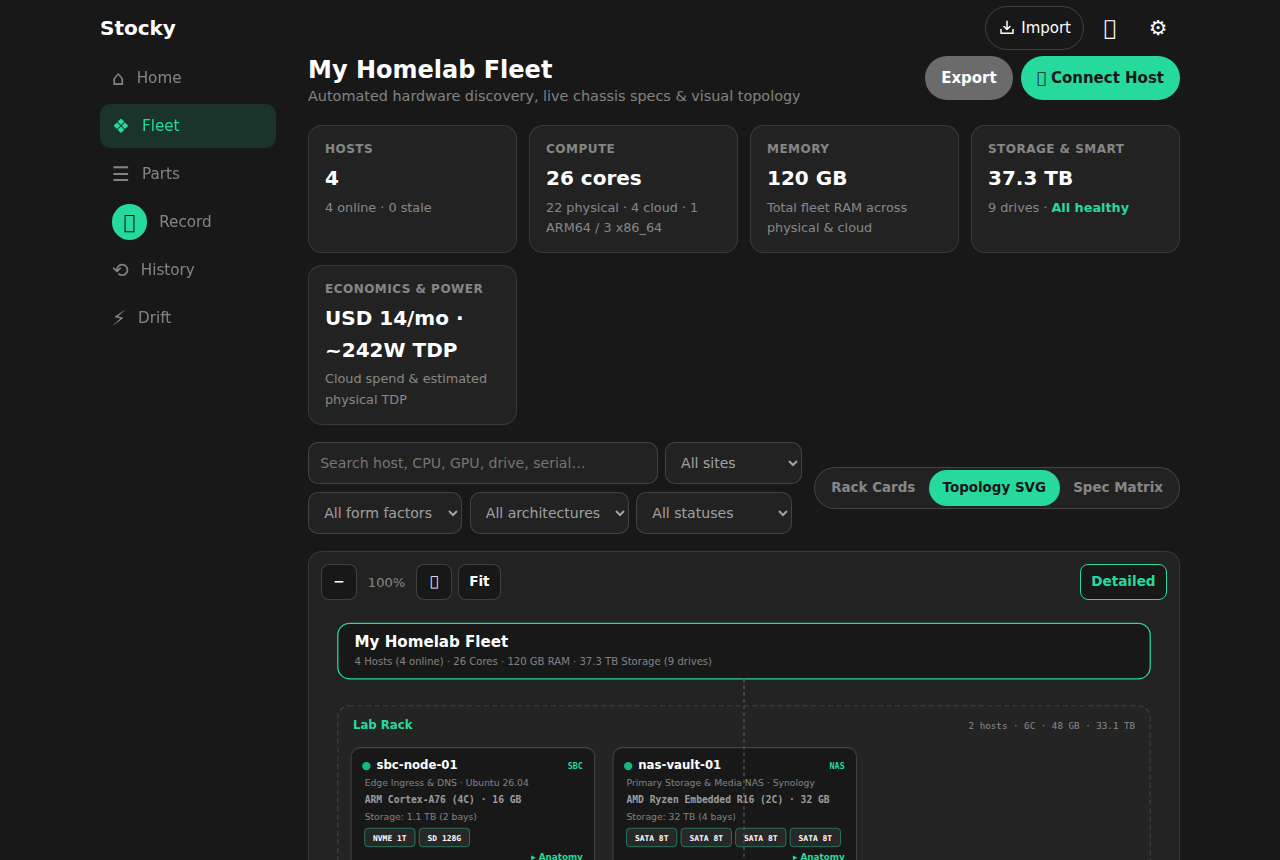 Stocky
Import
Home
Fleet
Parts
Record
History
Drift
My Homelab Fleet
Automated hardware discovery, live chassis specs & visual topology
Export
Connect Host
HOSTS
4
4 online · 0 stale
COMPUTE
26 cores
22 physical · 4 cloud · 1
ARM64 / 3 x86_64
MEMORY
120 GB
Total fleet RAM across
physical & cloud
STORAGE & SMART
37.3 TB
9 drives · All healthy
ECONOMICS & POWER
USD 14/mo ·
~242W TDP
Cloud spend & estimated
physical TDP
Search host, CPU, GPU, drive, serial…
All sites
All form factors
All architectures
All statuses
Rack Cards
Topology SVG
Spec Matrix
−
100%
Fit
Detailed
My Homelab Fleet
4 Hosts (4 online) · 26 Cores · 120 GB RAM · 37.3 TB Storage (9 drives)
Lab Rack
2 hosts · 6C · 48 GB · 33.1 TB
sbc-node-01
SBC
Edge Ingress & DNS · Ubuntu 26.04
ARM Cortex-A76 (4C) · 16 GB
Storage: 1.1 TB (2 bays)
NVME 1T
SD 128G
▸ Anatomy
nas-vault-01
NAS
Primary Storage & Media NAS · Synology
AMD Ryzen Embedded R16 (2C) · 32 GB
Storage: 32 TB (4 bays)
SATA 8T
SATA 8T
SATA 8T
SATA 8T
▸ Anatomy